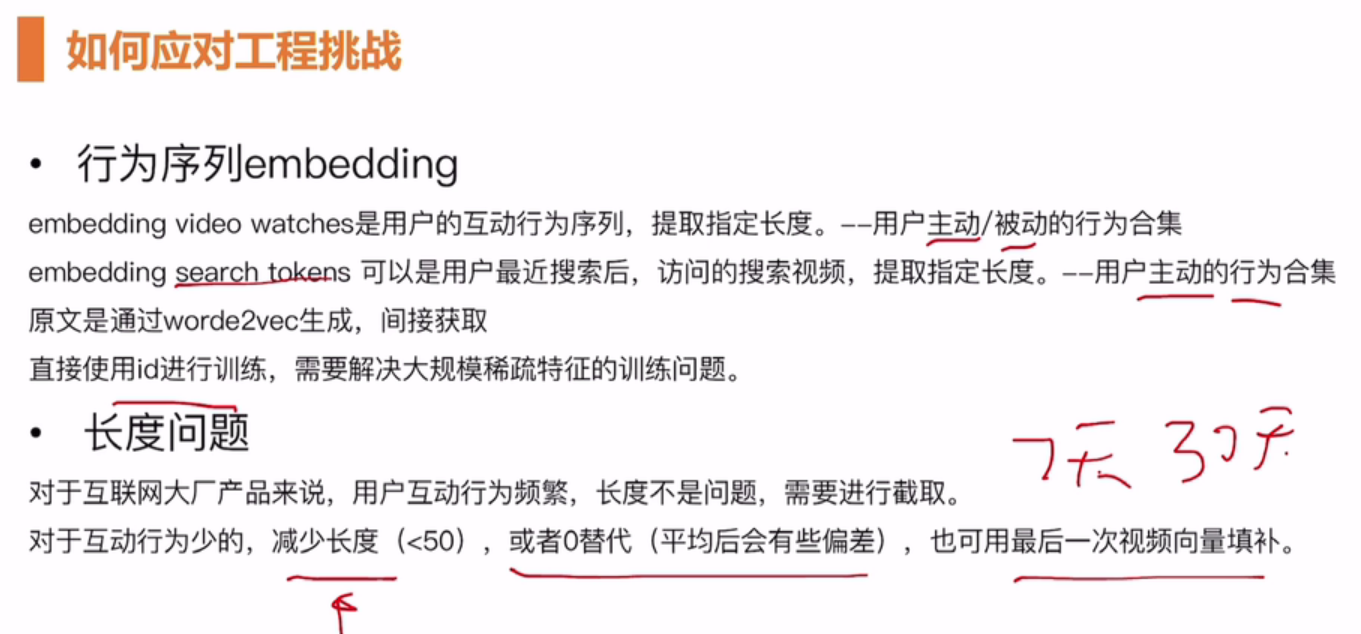 如何应对工程挑战
• 行为序列embedding
embedding video watches是用户的互动行为序列，提取指定长度。--用户主动/被动的行为合集
embedding search tokens 可以是用户最近搜索后，访问的搜索视频，提取指定长度。--用户主动的行为合集
原文是通过worde2vec生成，间接获取
直接使用id进行训练，需要解决大规模稀疏特征的训练问题。
• 长度问题
7天 30天
对于互联网大厂产品来说，用户互动行为频繁，长度不是问题，需要进行截取。
对于互动行为少的，减少长度（<50），或者0替代（平均后会有些偏差），也可用最后一次视频向量填补。